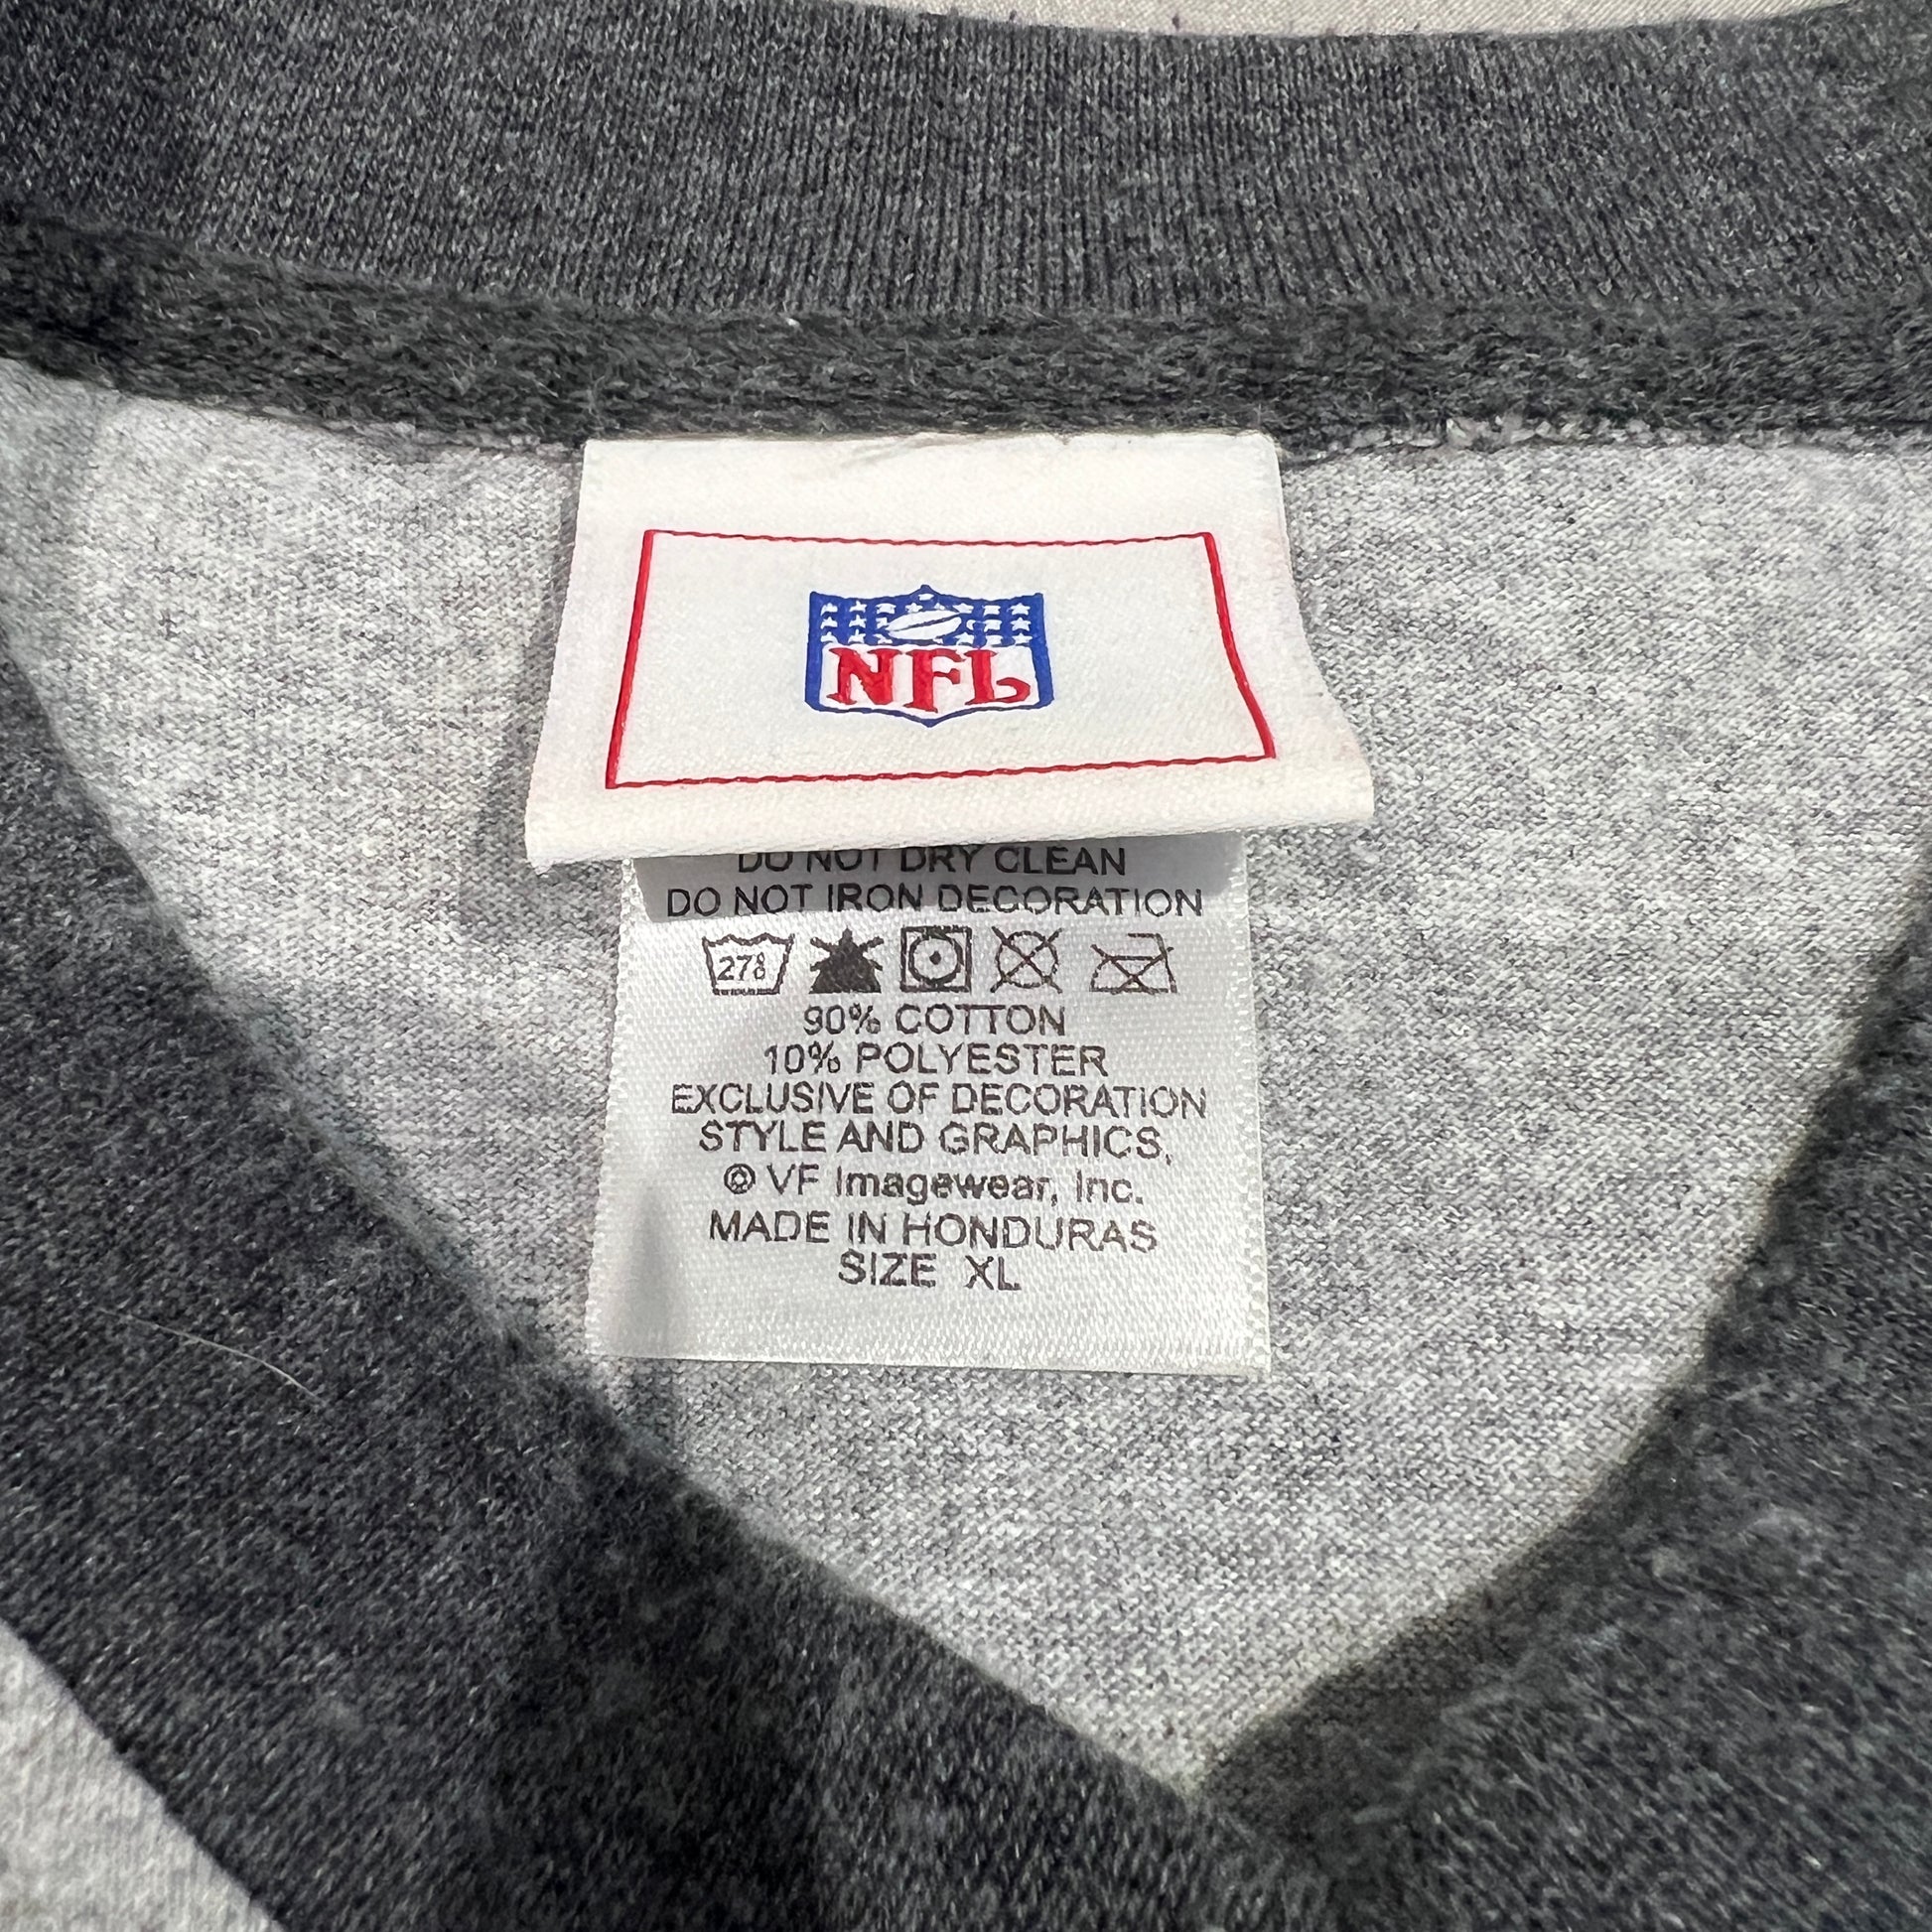 NFL
DO NOT DRY CLEAN
DO NOT IRON DECORATION
278
90% COTTON
10% POLYESTER
EXCLUSIVE OF DECORATION
STYLE AND GRAPHICS,
© VF Imagewear, Inc.
MADE IN HONDURAS
SIZE XL